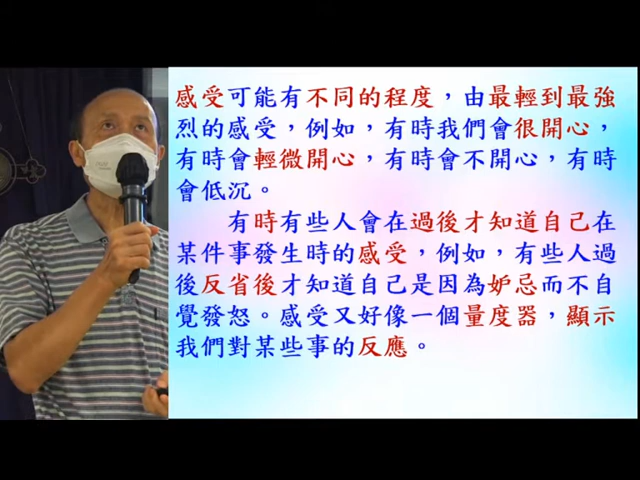 感受可能有不同的程度，由最輕到最強
烈的感受，例如，有時我們會很開心，
有時會輕微開心，有時會不開心，有時
會低沉。
有時有些人會在過後才知道自己在
某件事發生時的感受，例如，有些人過
後反省後才知道自己是因為妒忌而不自
覺發怒。感受又好像一個量度器，顯示
我們對某些事的反應。